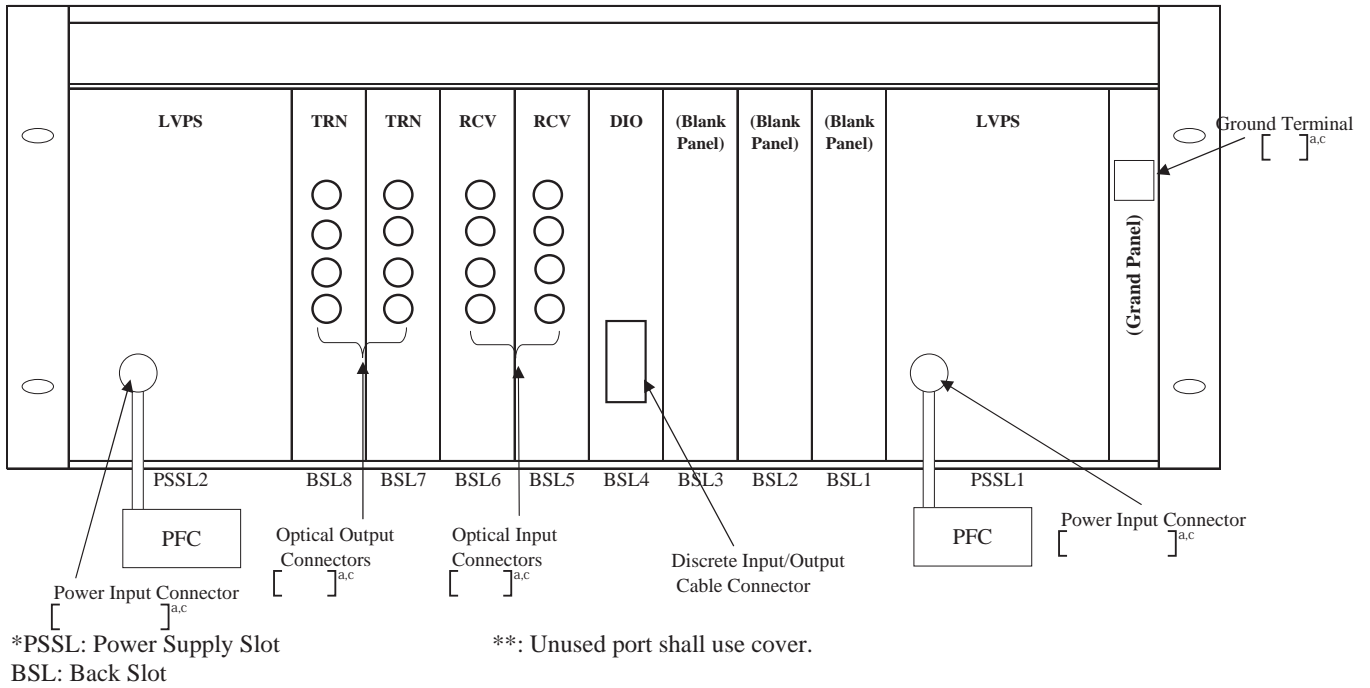 LVPS TRN TRN RCV RCV DIO (Blank (Blank (Blank LVPS
Panel) Panel) Panel)
Ground Terminal
[ ]a,c
(Grand Panel)
PSSL2 BSL8 BSL7 BSL6 BSL5 BSL4 BSL3 BSL2 BSL1 PSSL1
PFC
Optical Output
Connectors
[ ]a,c
Optical Input
Connectors
[ ]a,c
Discrete Input/Output
Cable Connector
PFC
Power Input Connector
[ ]a,c
Power Input Connector
[ ]a,c
*PSSL: Power Supply Slot
**: Unused port shall use cover.
BSL: Back Slot